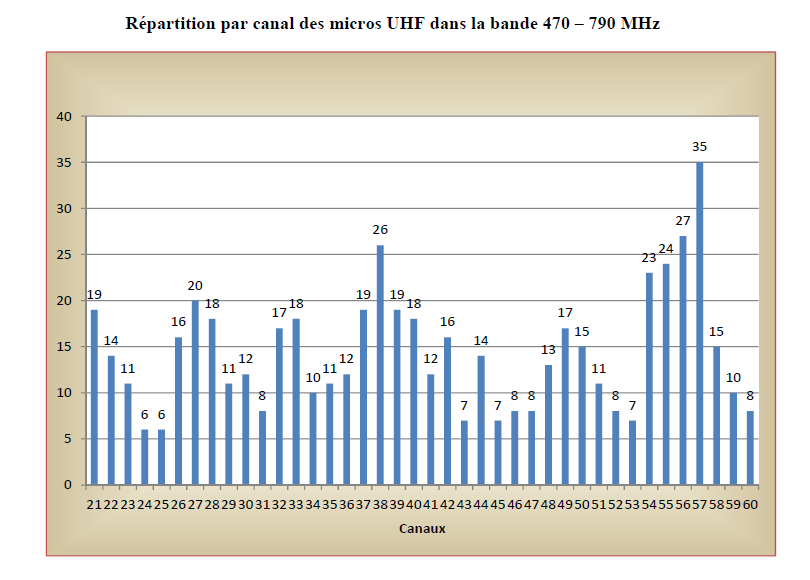 Répartition par canal des micros UHF dans la bande 470 – 790 MHz
40
35
30
25
20
15
10
5
0
19 14 11 6 6 16 20 18 11 12 8 17 18 10 11 12 19 26 19 18 12 16 7 14 7 8 8 13 17 15 11 8 7 23 24 27 35 15 10 8
21 22 23 24 25 26 27 28 29 30 31 32 33 34 35 36 37 38 39 40 41 42 43 44 45 46 47 48 49 50 51 52 53 54 55 56 57 58 59 60
Canaux